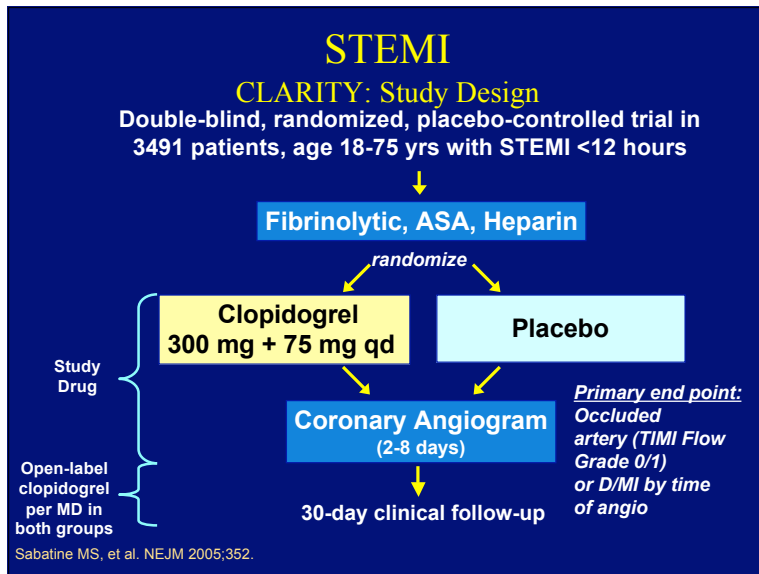 STEMI
CLARITY: Study Design
Double-blind, randomized, placebo-controlled trial in
3491 patients, age 18-75 yrs with STEMI <12 hours
Fibrinolytic, ASA, Heparin
randomize
Clopidogrel
300 mg + 75 mg qd
Placebo
Study
Drug
Coronary Angiogram
(2-8 days)
Primary end point:
Occluded
artery (TIMI Flow
Grade 0/1)
or D/MI by time
of angio
Open-label
clopidogrel
per MD in
both groups
30-day clinical follow-up
Sabatine MS, et al. NEJM 2005;352.